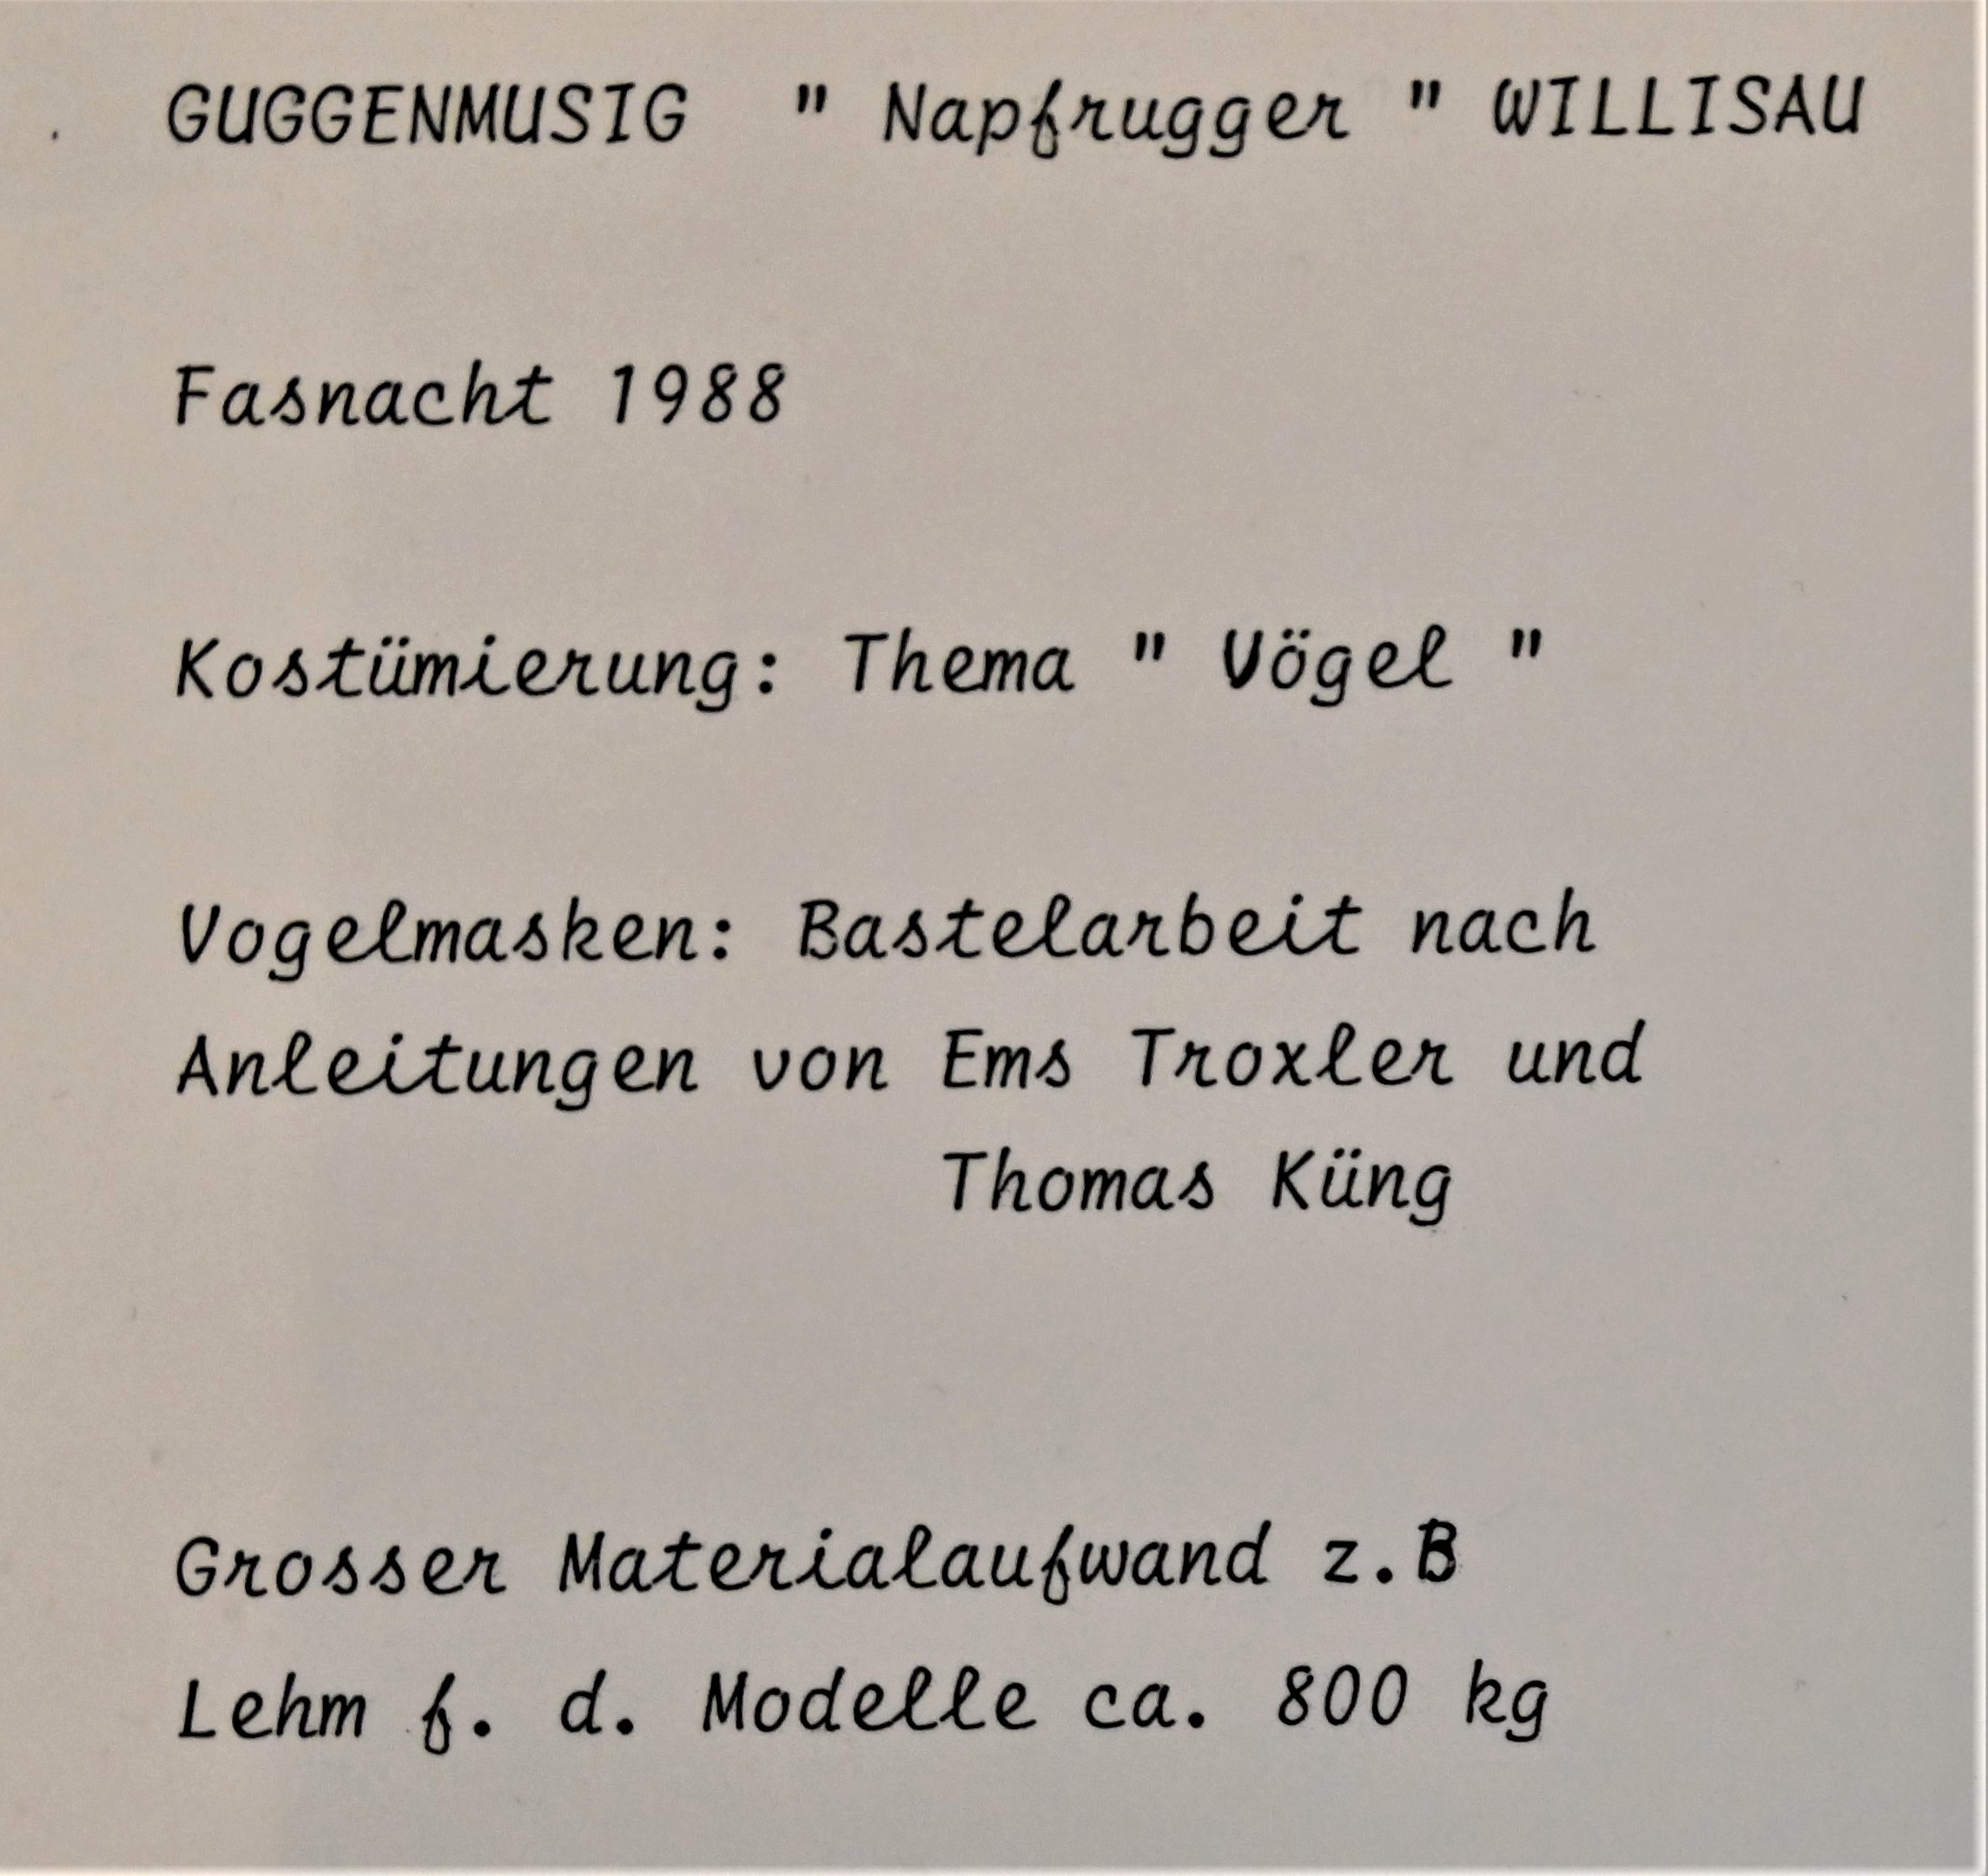 GUGGENMUSIG " Napfrugger " WILLISAU
Fasnacht 1988
Kostümierung: Thema " Vögel "
Vogelmasken: Bastelarbeit nach
Anleitungen von Ems Troxler und
Thomas Küng
Grosser Materialaufwand z.B
Lehm f. d. Modelle ca. 800 kg